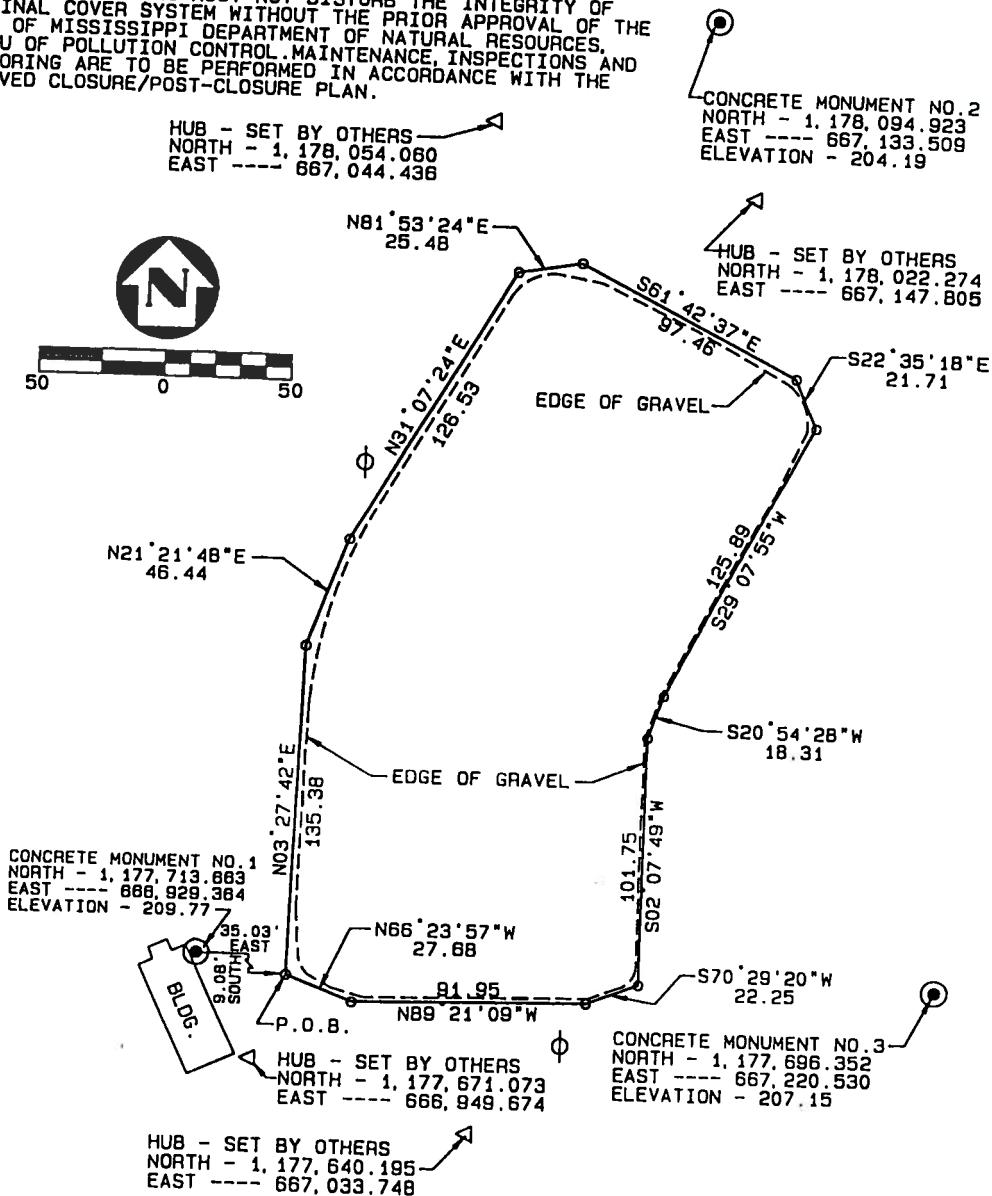 INAL COVER SYSTEM WITHOUT THE PRIOR APPROVAL OF THE
OF MISSISSIPPI DEPARTMENT OF NATURAL RESOURCES,
U OF POLLUTION CONTROL. MAINTENANCE, INSPECTIONS AND
ORING ARE TO BE PERFORMED IN ACCORDANCE WITH THE
VED CLOSURE/POST-CLOSURE PLAN.
CONCRETE MONUMENT NO.2
NORTH - 1,178,094.923
EAST ---- 667,133.509
ELEVATION - 204.19
HUB - SET BY OTHERS
NORTH - 1,178,054.060
EAST ---- 667,044.436
N81°53'24"E
25.48
HUB - SET BY OTHERS
NORTH - 1,178,022.274
EAST ---- 667,147.805
N
50 0 50
S61°42'37"E
97.46
S22°35'18"E
21.71
EDGE OF GRAVEL
N31°07'24"E
126.53
N21°21'48"E
46.44
125.89
S29°07'55"W
S20°54'28"W
18.31
EDGE OF GRAVEL
N03°27'42"E
135.38
101.75
S02°07'49"W
CONCRETE MONUMENT NO.1
NORTH - 1,177,713.663
EAST ---- 666,929.364
ELEVATION - 209.77
35.03'
EAST
9.08'
SOUTH
N66°23'57"W
27.68
BLDG.
P.O.B.
81.95
N89°21'09"W
S70°29'20"W
22.25
CONCRETE MONUMENT NO.3
NORTH - 1,177,696.352
EAST ---- 667,220.530
ELEVATION - 207.15
HUB - SET BY OTHERS
NORTH - 1,177,671.073
EAST ---- 666,949.674
HUB - SET BY OTHERS
NORTH - 1,177,640.195
EAST ---- 667,033.748